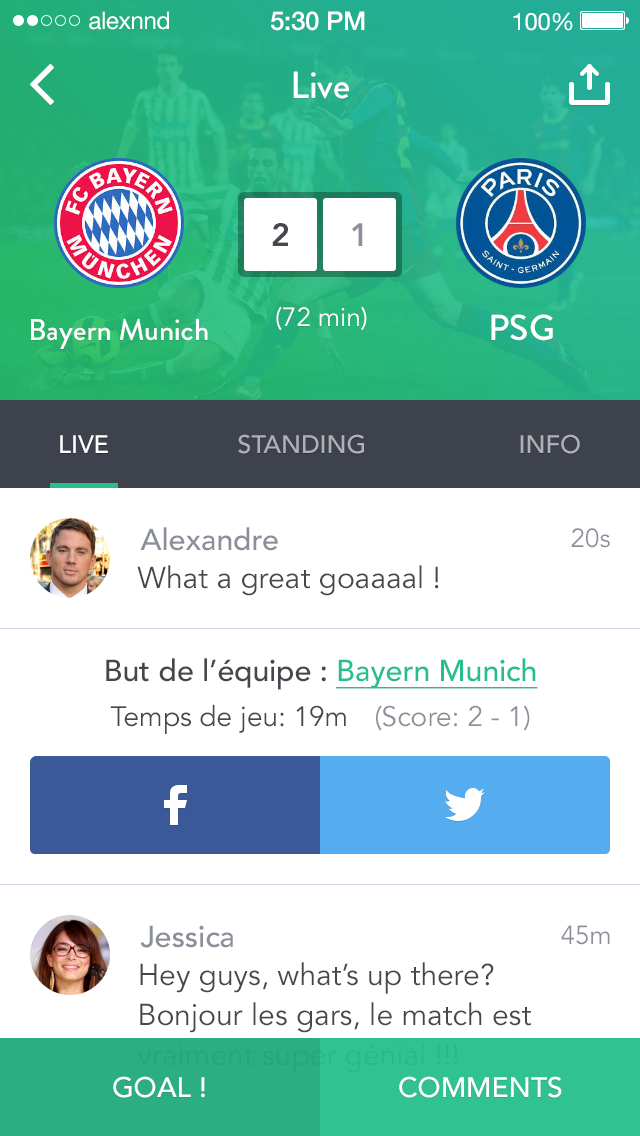 alexnnd 5:30 PM 100%
Live
FC BAYERN
MÜNCHEN
2 1
PARIS
SAINT-GERMAIN
(72 min)
Bayern Munich PSG
LIVE STANDING INFO
Alexandre 20s
What a great goaaaal !
But de l’équipe : Bayern Munich
Temps de jeu: 19m (Score: 2 - 1)
Jessica 45m
Hey guys, what’s up there?
Bonjour les gars, le match est
vraiment super génial !!!
GOAL ! COMMENTS